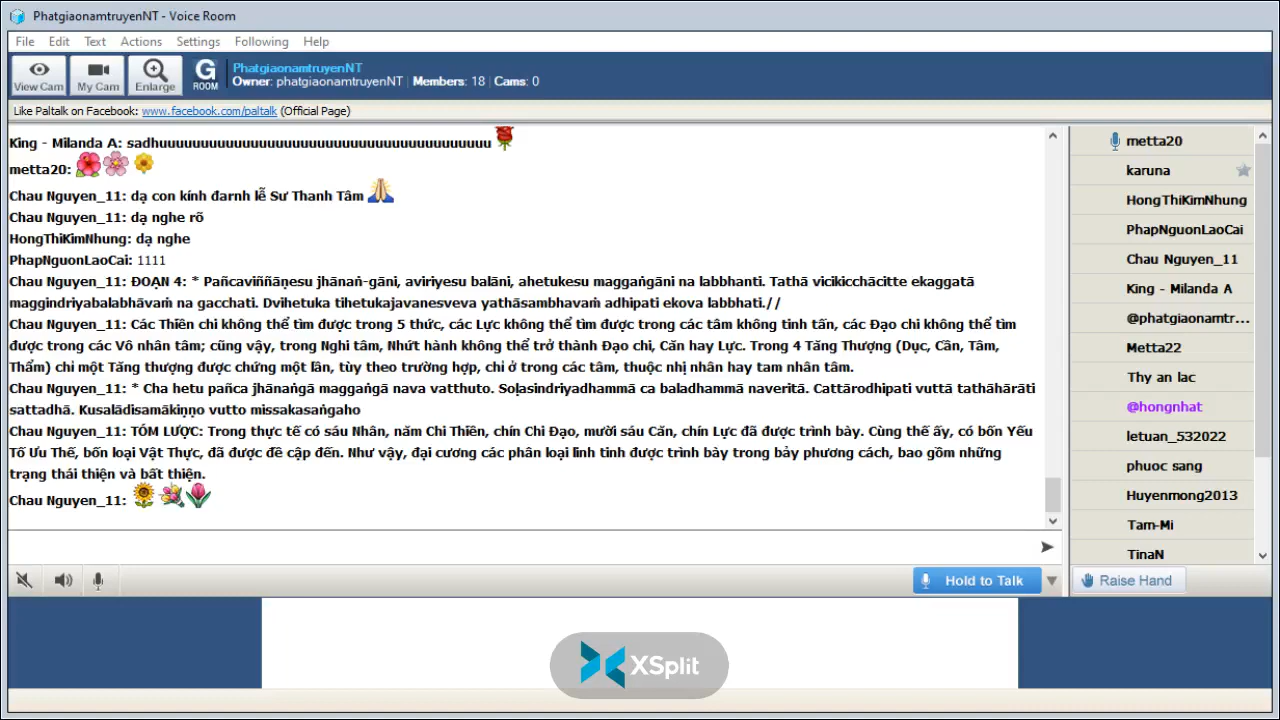 PhatgiaonamtruyenNT - Voice Room
File Edit Text Actions Settings Following Help
View Cam
My Cam
Enlarge
G
ROOM
PhatgiaonamtruyenNT
Owner: phatgiaonamtruyenNT | Members: 18 | Cams: 0
Like Paltalk on Facebook: www.facebook.com/paltalk (Official Page)
King - Milanda A: sadhuuuuuuuuuuuuuuuuuuuuuuuuuuuuuuuuuuuuuuuu
metta20:
Chau Nguyen_11: dạ con kính đarnh lễ Sư Thanh Tâm
Chau Nguyen_11: dạ nghe rõ
HongThiKimNhung: dạ nghe
PhapNguonLaoCai: 1111
Chau Nguyen_11: ĐOẠN 4: * Pañcaviññāṇesu jhānaṅ-gāni, aviriyesu balāni, ahetukesu maggaṅgāni na labbhanti. Tathā vicikicchācitte ekaggatā
maggindriyabalabhāvaṁ na gacchati. Dvihetuka tihetukajavanesveva yathāsambhavaṁ adhipati ekova labbhati.//
Chau Nguyen_11: Các Thiên chi không thể tìm được trong 5 thức, các Lực không thể tìm được trong các tâm không tinh tấn, các Đạo chi không thể tìm
được trong các Vô nhân tâm; cũng vậy, trong Nghi tâm, Nhứt hành không thể trở thành Đạo chi, Căn hay Lực. Trong 4 Tăng Thượng (Dục, Cần, Tâm,
Thẩm) chỉ một Tăng thượng được chứng một lần, tùy theo trường hợp, chỉ ở trong các tâm, thuộc nhị nhân hay tam nhân tâm.
Chau Nguyen_11: * Cha hetu pañca jhānaṅgā maggaṅgā nava vatthuto. Soḷasindriyadhammā ca baladhammā naveritā. Cattārodhipati vuttā tathāhārāti
sattadhā. Kusalādisamākiṇṇo vutto missakasaṅgaho
Chau Nguyen_11: TÓM LƯỢC: Trong thực tế có sáu Nhân, năm Chi Thiền, chín Chi Đạo, mười sáu Căn, chín Lực đã được trình bày. Cùng thế ấy, có bốn Yếu
Tố Ưu Thế, bốn loại Vật Thực, đã được đề cập đến. Như vậy, đại cương các phân loại linh tinh được trình bày trong bảy phương cách, bao gồm những
trạng thái thiện và bất thiện.
Chau Nguyen_11:
metta20
karuna
HongThiKimNhung
PhapNguonLaoCai
Chau Nguyen_11
King - Milanda A
@phatgiaonamtr...
Metta22
Thy an lac
@hongnhat
letuan_532022
phuoc sang
Huyenmong2013
Tam-Mi
TinaN
Hold to Talk
Raise Hand
XSplit